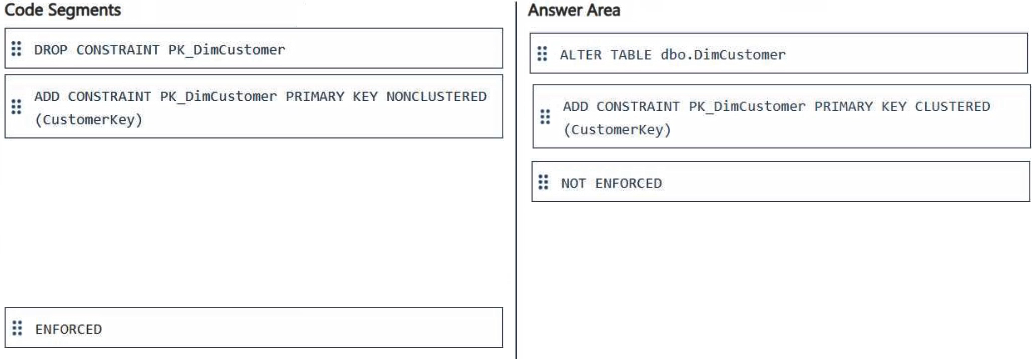 Code Segments
DROP CONSTRAINT PK_DimCustomer
ADD CONSTRAINT PK_DimCustomer PRIMARY KEY NONCLUSTERED
(CustomerKey)
ENFORCED
Answer Area
ALTER TABLE dbo.DimCustomer
ADD CONSTRAINT PK_DimCustomer PRIMARY KEY CLUSTERED
(CustomerKey)
NOT ENFORCED